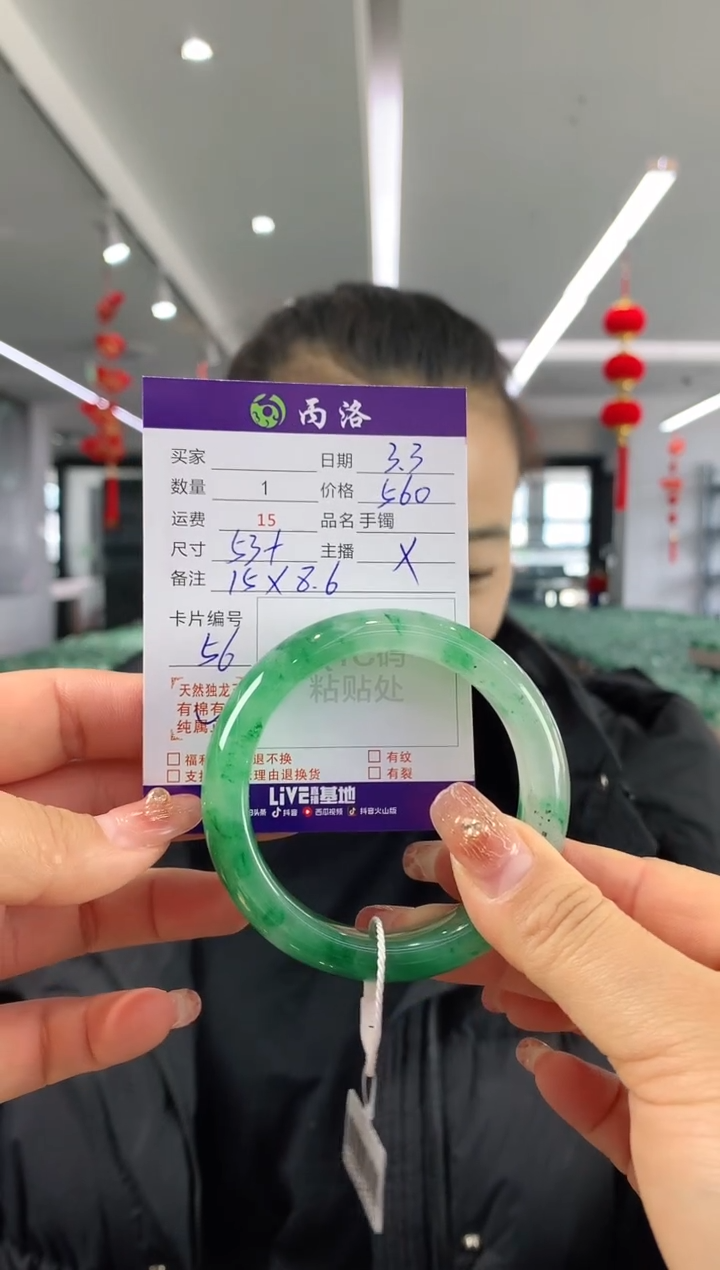 丙洛
买家 日期 3.3
数量 1 价格 560
运费 15 品名 手镯
尺寸 53+ 主播 X
备注 15X8.6
卡片编号
56
码
粘贴处
天然独龙
有棉有
纯属
福利 退不换 有纹
支持 理由退换货 有裂
LIVE 基地
头条 抖音 西瓜视频 抖音火山版